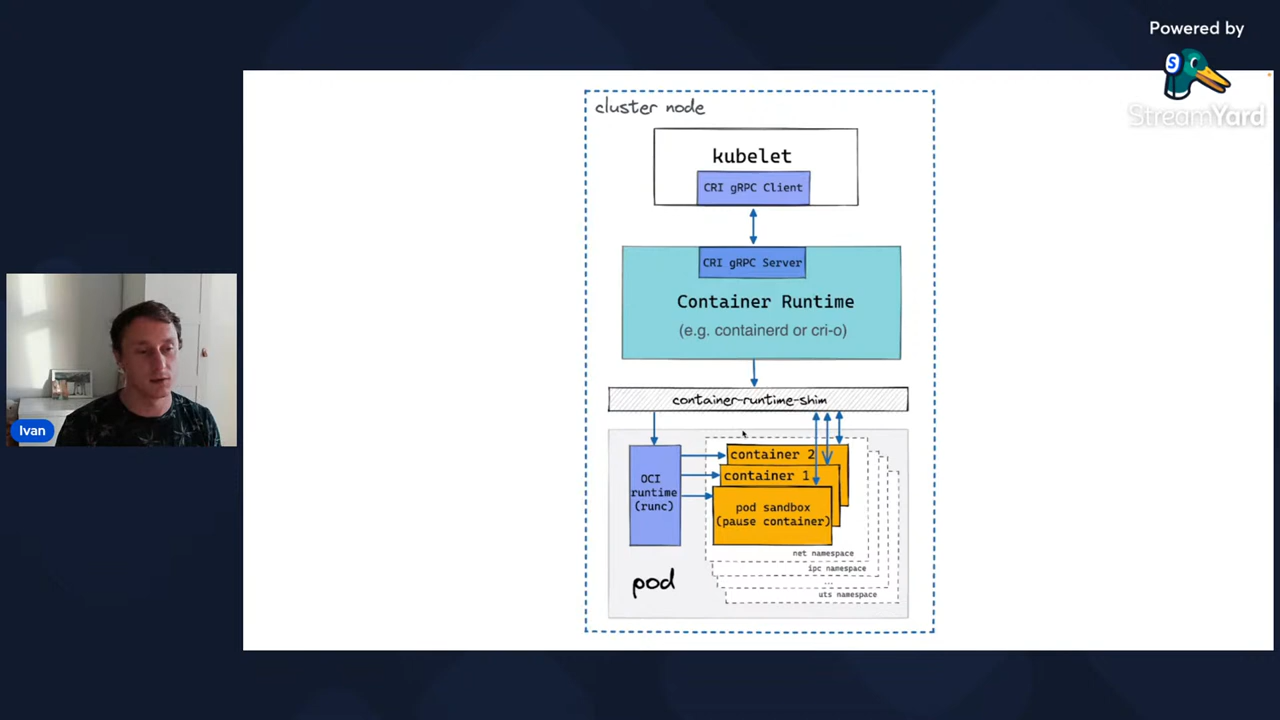 Powered by
S
StreamYard
cluster node
kubelet
CRI gRPC Client
CRI gRPC Server
Container Runtime
(e.g. containerd or cri-o)
container-runtime-shim
OCI
runtime
(runc)
container 2
container 1
pod sandbox
(pause container)
net namespace
ipc namespace
...
uts namespace
pod
Ivan